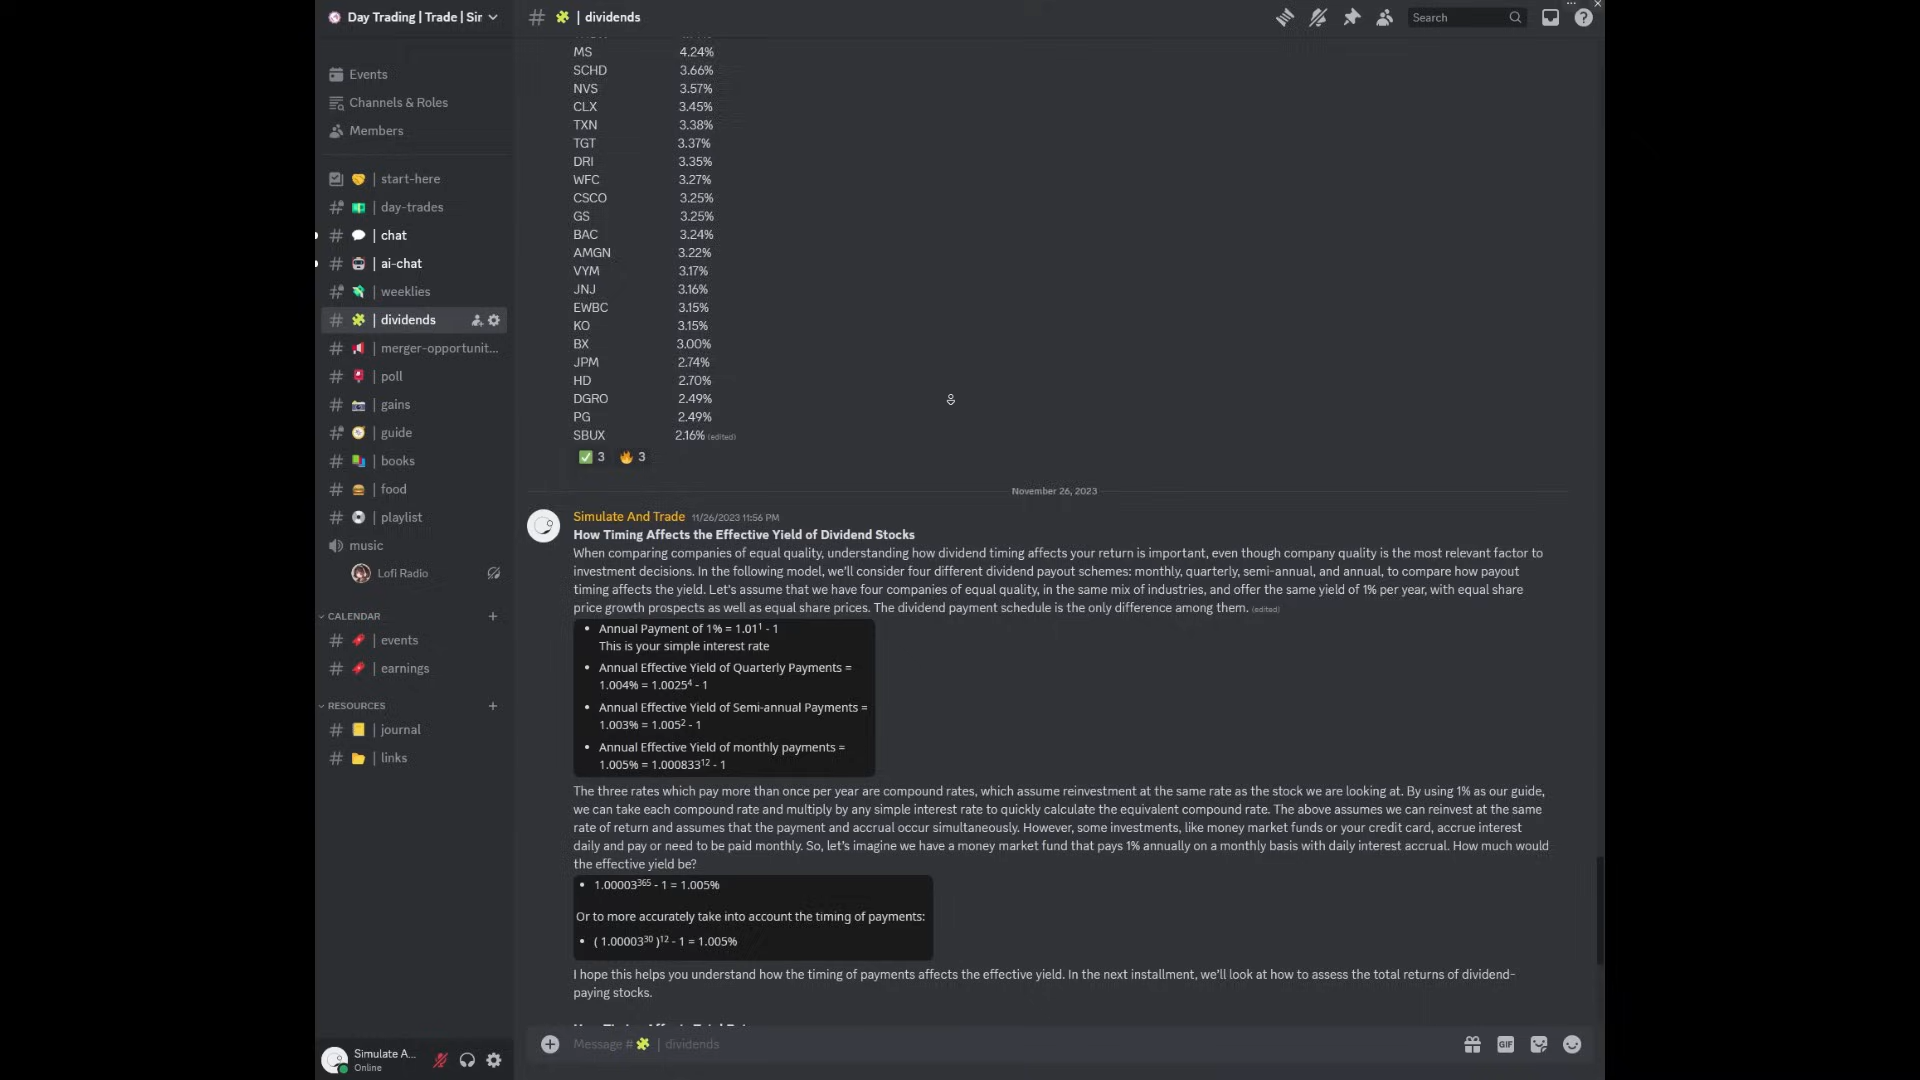 Day Trading | Trade | Sir
Events
Channels & Roles
Members
| start-here
| day-trades
| chat
| ai-chat
| weeklies
| dividends
| merger-opportunit...
| poll
| gains
| guide
| books
| food
| playlist
music
Lofi Radio
CALENDAR
| events
| earnings
RESOURCES
| journal
| links
Simulate A...
Online
# | dividends
Search
MS 4.24%
SCHD 3.66%
NVS 3.57%
CLX 3.45%
TXN 3.38%
TGT 3.37%
DRI 3.35%
WFC 3.27%
CSCO 3.25%
GS 3.25%
BAC 3.24%
AMGN 3.22%
VYM 3.17%
JNJ 3.16%
EWBC 3.15%
KO 3.15%
BX 3.00%
JPM 2.74%
HD 2.70%
DGRO 2.49%
PG 2.49%
SBUX 2.16% (edited)
3 3
November 26, 2023
Simulate And Trade 11/26/2023 11:56 PM
How Timing Affects the Effective Yield of Dividend Stocks
When comparing companies of equal quality, understanding how dividend timing affects your return is important, even though company quality is the most relevant factor to
investment decisions. In the following model, we'll consider four different dividend payout schemes: monthly, quarterly, semi-annual, and annual, to compare how payout
timing affects the yield. Let's assume that we have four companies of equal quality, in the same mix of industries, and offer the same yield of 1% per year, with equal share
price growth prospects as well as equal share prices. The dividend payment schedule is the only difference among them. (edited)
• Annual Payment of 1% = 1.01¹ - 1
This is your simple interest rate
• Annual Effective Yield of Quarterly Payments =
1.004% = 1.0025⁴ - 1
• Annual Effective Yield of Semi-annual Payments =
1.003% = 1.005² - 1
• Annual Effective Yield of monthly payments =
1.005% = 1.000833¹² - 1
The three rates which pay more than once per year are compound rates, which assume reinvestment at the same rate as the stock we are looking at. By using 1% as our guide,
we can take each compound rate and multiply by any simple interest rate to quickly calculate the equivalent compound rate. The above assumes we can reinvest at the same
rate of return and assumes that the payment and accrual occur simultaneously. However, some investments, like money market funds or your credit card, accrue interest
daily and pay or need to be paid monthly. So, let's imagine we have a money market fund that pays 1% annually on a monthly basis with daily interest accrual. How much would
the effective yield be?
• 1.00003³⁶⁵ - 1 = 1.005%
Or to more accurately take into account the timing of payments:
• ( 1.00003³⁰ )¹² - 1 = 1.005%
I hope this helps you understand how the timing of payments affects the effective yield. In the next installment, we'll look at how to assess the total returns of dividend-
paying stocks.
Message # | dividends
GIF